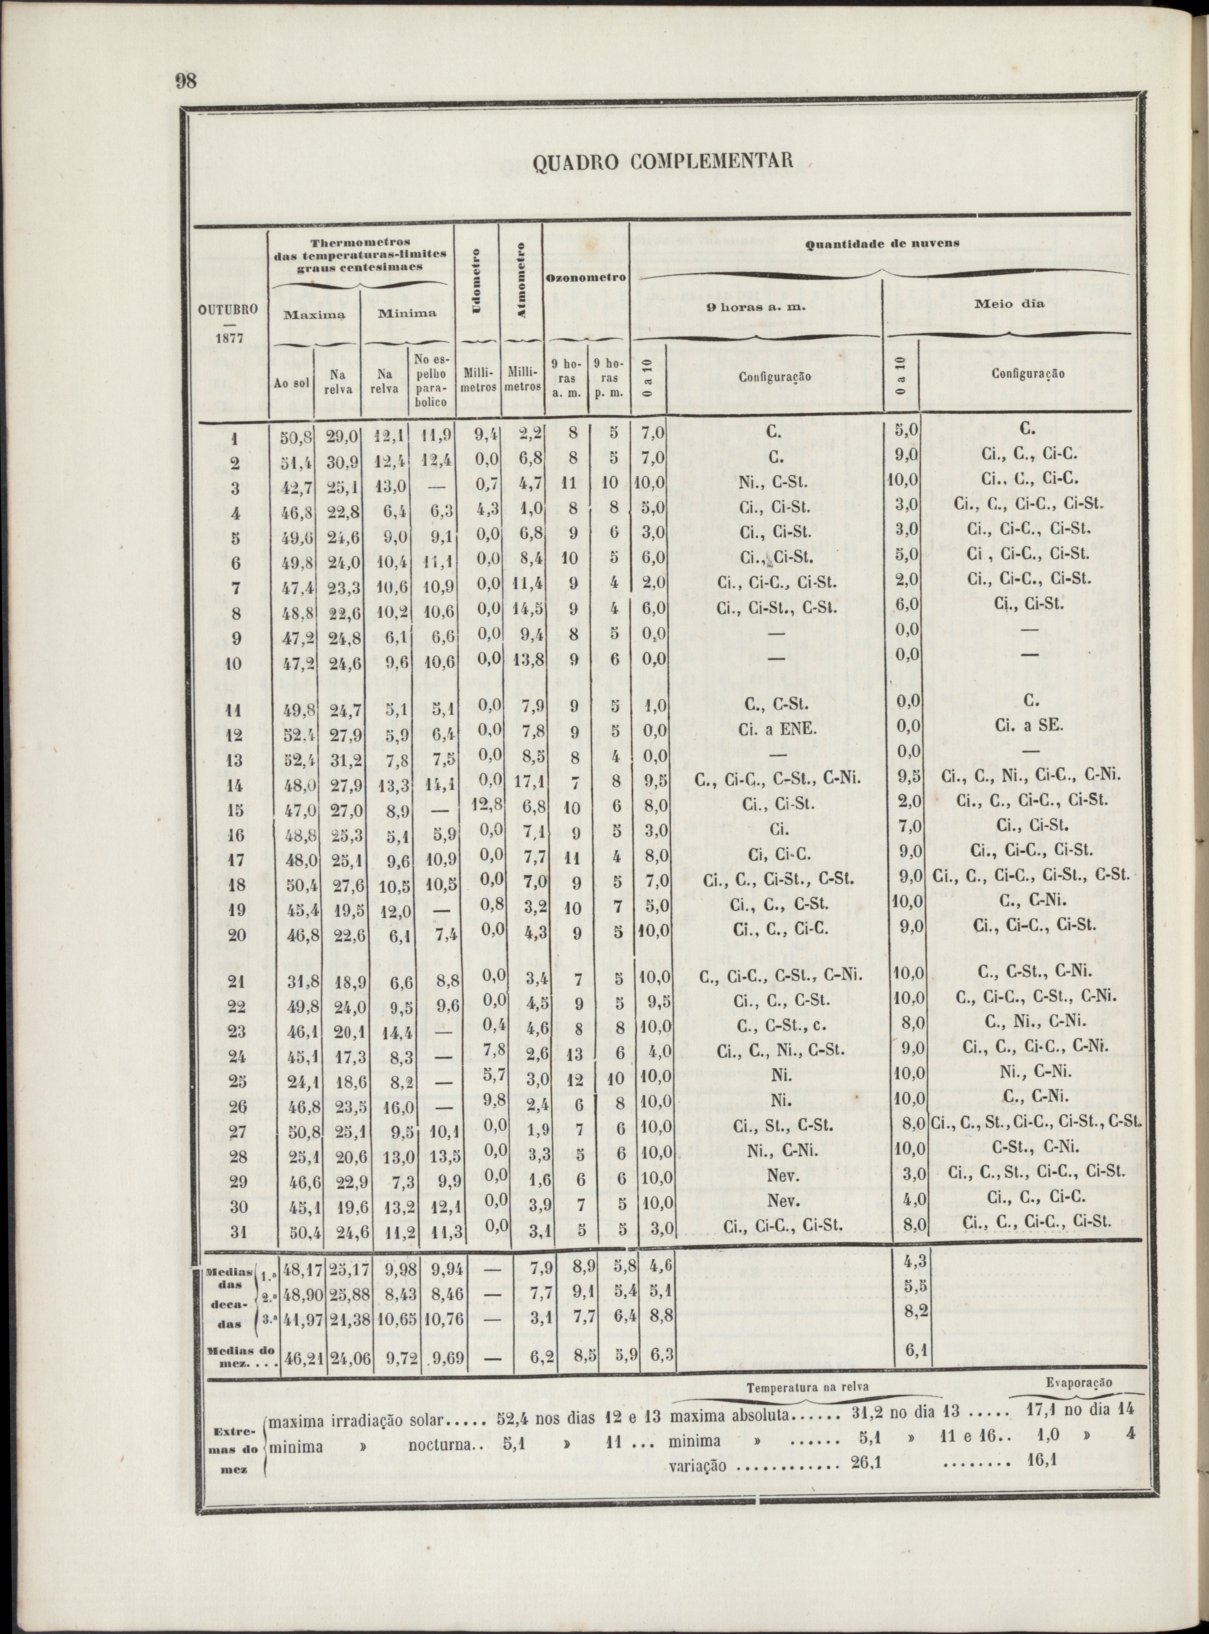 98
QUADRO COMPLEMENTAR
OUTUBRO
—
1877
Thermometros
das temperaturas-limites
graus centesimaes
Udometro
Atmometro
Ozonometro
Quantidade de nuvens
Maxima
Minima
9 horas a. m.
Meio dia
Ao sol
Na relva
Na relva
No espelho parabolico
Millimetros
Millimetros
9 horas a. m.
9 horas p. m.
0 a 10
Configuração
0 a 10
Configuração
1 50,8 29,0 12,1 11,9 9,4 2,2 8 5 7,0 C. 5,0 C.
2 51,4 30,9 12,4 12,4 0,0 6,8 8 5 7,0 C. 9,0 Ci., C., Ci-C.
3 42,7 25,1 13,0 — 0,7 4,7 11 10 10,0 Ni., C-St. 10,0 Ci., C., Ci-C.
4 46,8 22,8 6,4 6,3 4,3 1,0 8 8 5,0 Ci., Ci-St. 3,0 Ci., C., Ci-C., Ci-St.
5 49,6 24,6 9,0 9,1 0,0 6,8 9 6 3,0 Ci., Ci-St. 3,0 Ci., Ci-C., Ci-St.
6 49,8 24,0 10,4 11,1 0,0 8,4 10 5 6,0 Ci., Ci-St. 5,0 Ci , Ci-C., Ci-St.
7 47,4 23,3 10,6 10,9 0,0 11,4 9 4 2,0 Ci., Ci-C., Ci-St. 2,0 Ci., Ci-C., Ci-St.
8 48,8 22,6 10,2 10,6 0,0 14,5 9 4 6,0 Ci., Ci-St., C-St. 6,0 Ci., Ci-St.
9 47,2 24,8 6,1 6,6 0,0 9,4 8 5 0,0 — 0,0 —
10 47,2 24,6 9,6 10,6 0,0 13,8 9 6 0,0 — 0,0 —
11 49,8 24,7 5,1 5,1 0,0 7,9 9 5 1,0 C., C-St. 0,0 C.
12 52,4 27,9 5,9 6,4 0,0 7,8 9 5 0,0 Ci. a ENE. 0,0 Ci. a SE.
13 52,4 31,2 7,8 7,5 0,0 8,5 8 4 0,0 — 0,0 —
14 48,0 27,9 13,3 14,1 0,0 17,1 7 8 9,5 C., Ci-C., C-St., C-Ni. 9,5 Ci., C., Ni., Ci-C., C-Ni.
15 47,0 27,0 8,9 — 12,8 6,8 10 6 8,0 Ci., Ci-St. 2,0 Ci., C., Ci-C., Ci-St.
16 48,8 25,3 5,1 5,9 0,0 7,1 9 5 3,0 Ci. 7,0 Ci., Ci-St.
17 48,0 25,1 9,6 10,9 0,0 7,7 11 4 8,0 Ci, Ci-C. 9,0 Ci., Ci-C., Ci-St.
18 50,4 27,6 10,5 10,5 0,0 7,0 9 5 7,0 Ci., C., Ci-St., C-St. 9,0 Ci., C., Ci-C., Ci-St., C-St.
19 45,4 19,5 12,0 — 0,8 3,2 10 7 5,0 Ci., C., C-St. 10,0 C., C-Ni.
20 46,8 22,6 6,1 7,4 0,0 4,3 9 5 10,0 Ci., C., Ci-C. 9,0 Ci., Ci-C., Ci-St.
21 31,8 18,9 6,6 8,8 0,0 3,4 7 5 10,0 C., Ci-C., C-St., C-Ni. 10,0 C., C-St., C-Ni.
22 49,8 24,0 9,5 9,6 0,0 4,5 9 5 9,5 Ci., C., C-St. 10,0 C., Ci-C., C-St., C-Ni.
23 46,1 20,1 14,4 — 0,4 4,6 8 8 10,0 C., C-St., c. 8,0 C., Ni., C-Ni.
24 45,1 17,3 8,3 — 7,8 2,6 13 6 4,0 Ci., C., Ni., C-St. 9,0 Ci., C., Ci-C., C-Ni.
25 24,1 18,6 8,2 — 5,7 3,0 12 10 10,0 Ni. 10,0 Ni., C-Ni.
26 46,8 23,5 16,0 — 9,8 2,4 6 8 10,0 Ni. 10,0 C., C-Ni.
27 50,8 25,1 9,5 10,1 0,0 1,9 7 6 10,0 Ci., St., C-St. 8,0 Ci., C., St., Ci-C., Ci-St., C-St.
28 25,1 20,6 13,0 13,5 0,0 3,3 5 6 10,0 Ni., C-Ni. 10,0 C-St., C-Ni.
29 46,6 22,9 7,3 9,9 0,0 1,6 6 6 10,0 Nev. 3,0 Ci., C., St., Ci-C., Ci-St.
30 45,1 19,6 13,2 12,1 0,0 3,9 7 5 10,0 Nev. 4,0 Ci., C., Ci-C.
31 50,4 24,6 11,2 11,3 0,0 3,1 5 5 3,0 Ci., Ci-C., Ci-St. 8,0 Ci., C., Ci-C., Ci-St.
Medias das decadas
1.ª 48,17 25,17 9,98 9,94 — 7,9 8,9 5,8 4,6 4,3
2.ª 48,90 25,88 8,43 8,46 — 7,7 9,1 5,4 5,1 5,5
3.ª 41,97 21,38 10,65 10,76 — 3,1 7,7 6,4 8,8 8,2
Medias do mez.... 46,21 24,06 9,72 9,69 — 6,2 8,5 5,9 6,3 6,1
Temperatura na relva
Evaporação
Extremas do mez
maxima irradiação solar..... 52,4 nos dias 12 e 13 maxima absoluta...... 31,2 no dia 13 ..... 17,1 no dia 14
minima » nocturna.. 5,1 » 11 ... minima » ...... 5,1 » 11 e 16.. 1,0 » 4
variação ............ 26,1 ........ 16,1